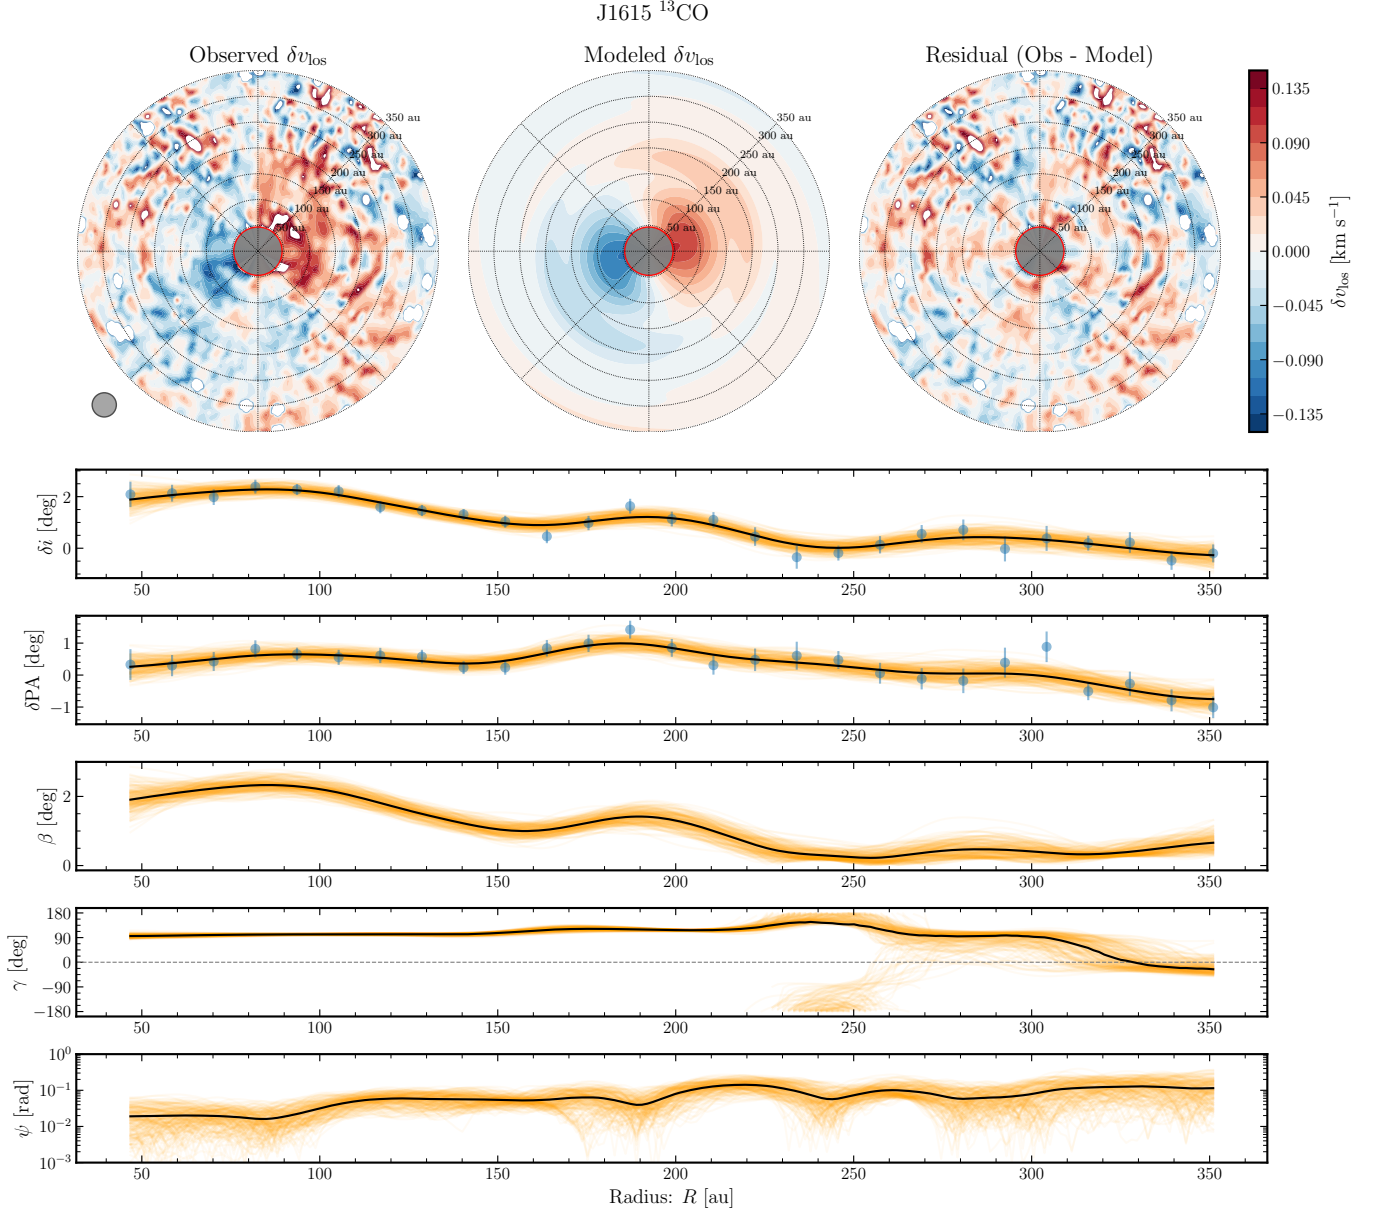 J1615 ¹³CO
Observed δv_los
Modeled δv_los
Residual (Obs - Model)
350 au
300 au
250 au
200 au
150 au
100 au
50 au
350 au
300 au
250 au
200 au
150 au
100 au
50 au
350 au
300 au
250 au
200 au
150 au
100 au
50 au
0.135
0.090
0.045
0.000
−0.045
−0.090
−0.135
δv_los [km s⁻¹]
δi [deg]
2
0
50 100 150 200 250 300 350
δPA [deg]
1
0
−1
50 100 150 200 250 300 350
β [deg]
2
0
50 100 150 200 250 300 350
γ [deg]
180
90
0
−90
−180
50 100 150 200 250 300 350
ψ [rad]
10⁰
10⁻¹
10⁻²
10⁻³
50 100 150 200 250 300 350
Radius: R [au]